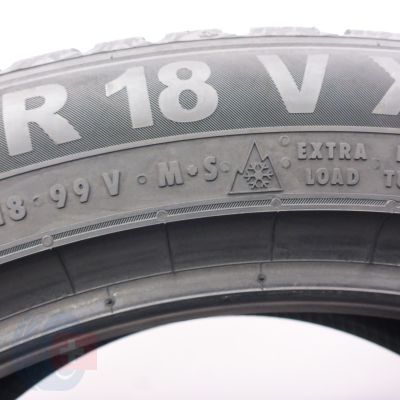 R 18 V X
18 · 99 V · M+S EXTRA
LOAD